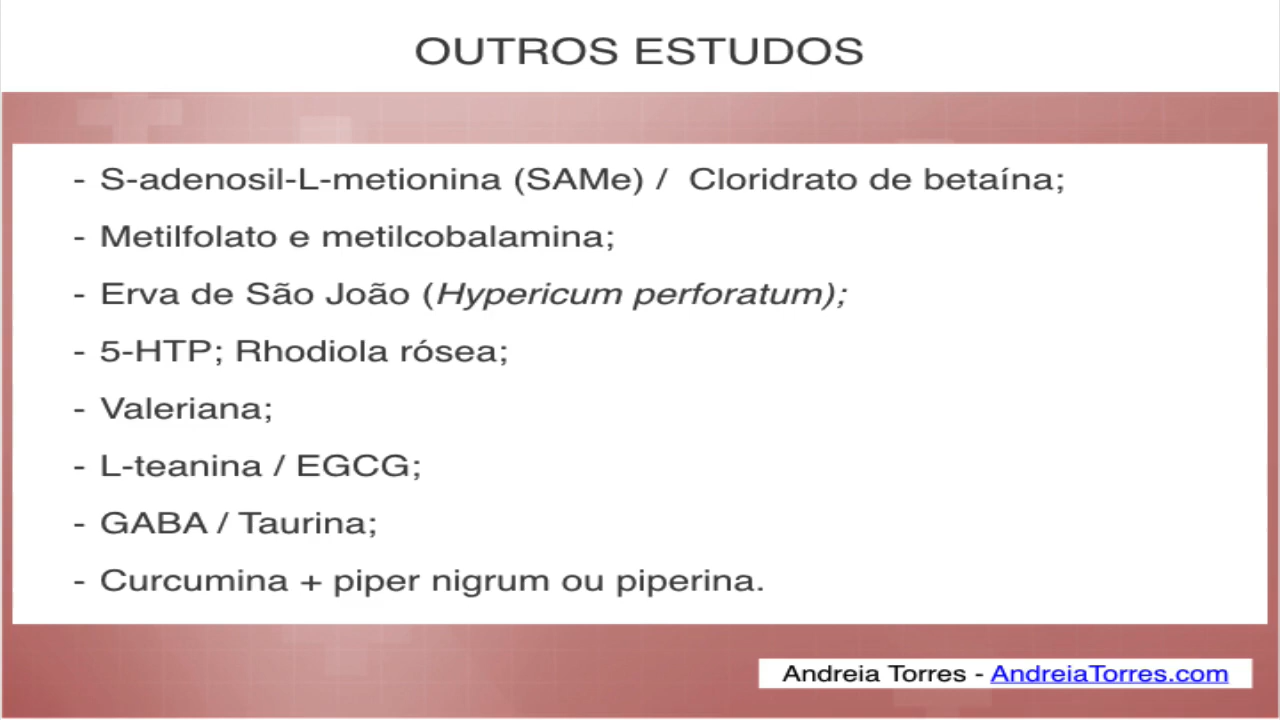 OUTROS ESTUDOS
- S-adenosil-L-metionina (SAMe) / Cloridrato de betaína;
- Metilfolato e metilcobalamina;
- Erva de São João (Hypericum perforatum);
- 5-HTP; Rhodiola rósea;
- Valeriana;
- L-teanina / EGCG;
- GABA / Taurina;
- Curcumina + piper nigrum ou piperina.
Andreia Torres - AndreiaTorres.com